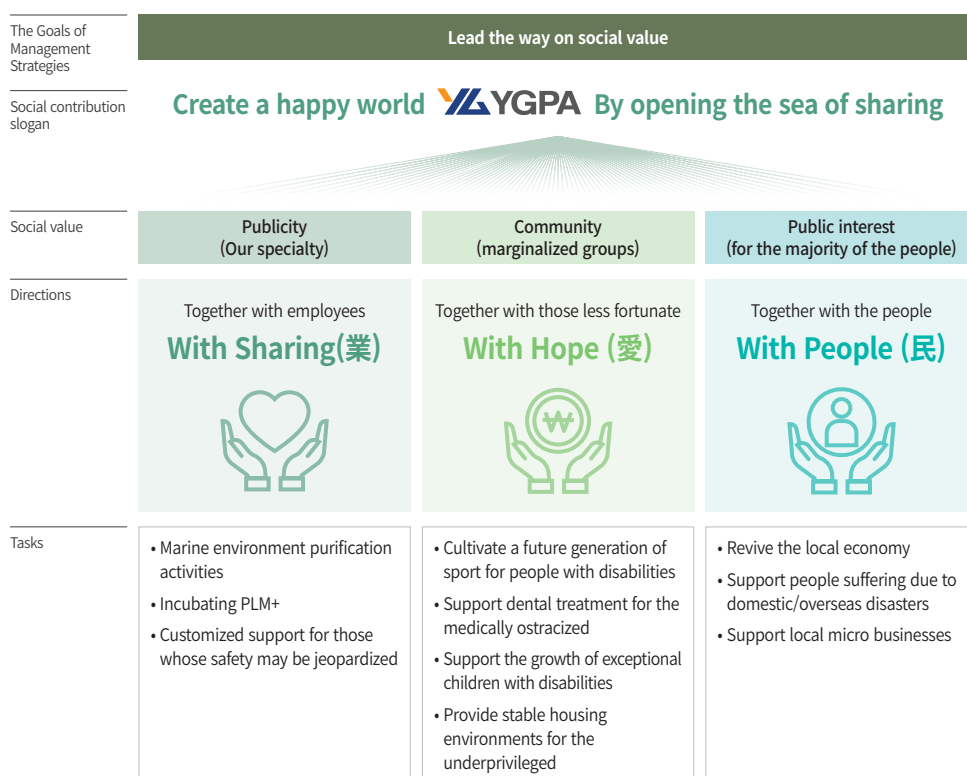 The Goals of
Management
Strategies
Lead the way on social value
Social contribution
slogan
Create a happy world YGPA By opening the sea of sharing
Social value
Publicity
(Our specialty)
Community
(marginalized groups)
Public interest
(for the majority of the people)
Directions
Together with employees
With Sharing(業)
Together with those less fortunate
With Hope (愛)
₩
Together with the people
With People (民)
Tasks
• Marine environment purification
activities
• Incubating PLM+
• Customized support for those
whose safety may be jeopardized
• Cultivate a future generation of
sport for people with disabilities
• Support dental treatment for the
medically ostracized
• Support the growth of exceptional
children with disabilities
• Provide stable housing
environments for the
underprivileged
• Revive the local economy
• Support people suffering due to
domestic/overseas disasters
• Support local micro businesses